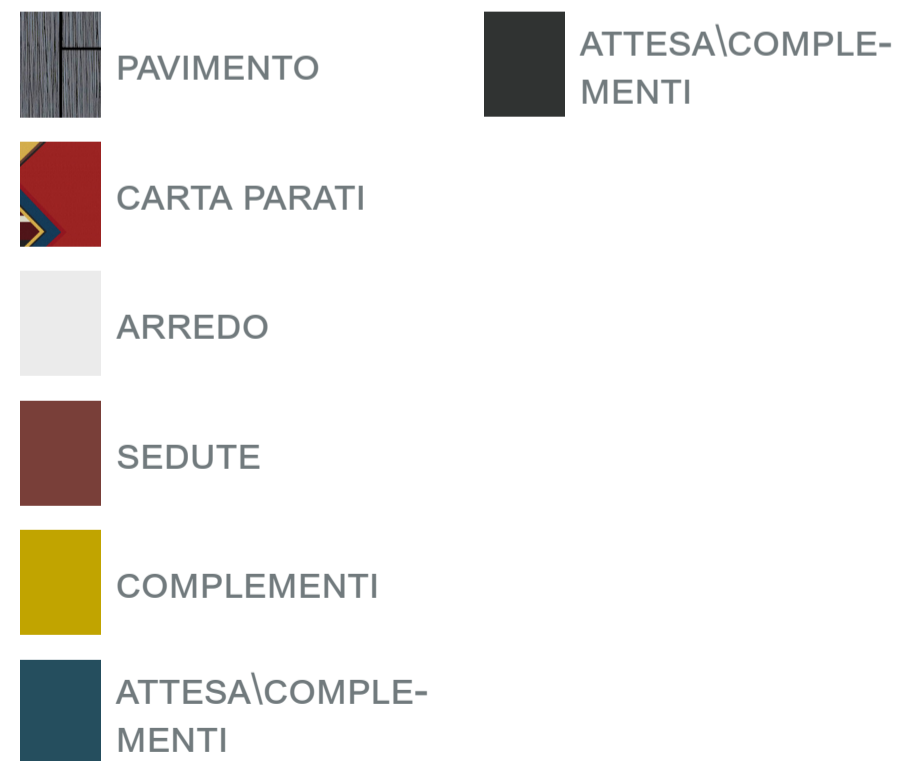 PAVIMENTO
CARTA PARATI
ARREDO
SEDUTE
COMPLEMENTI
ATTESA\COMPLE-
MENTI
ATTESA\COMPLE-
MENTI